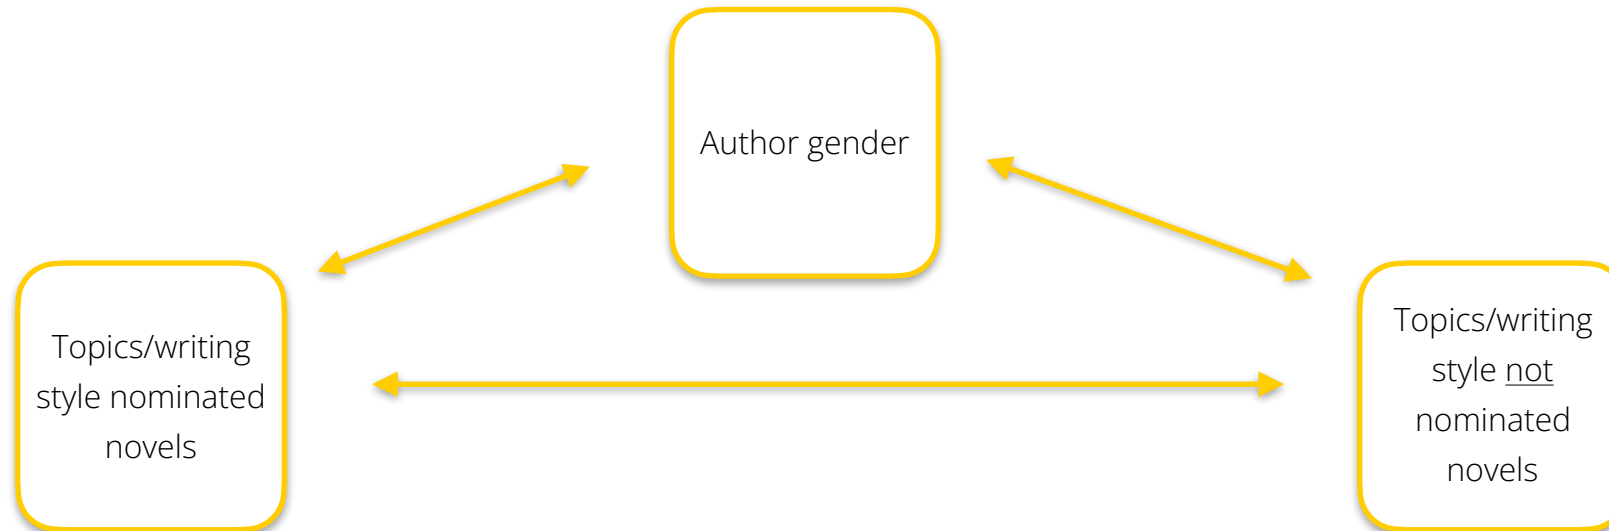 Author gender
Topics/writing
style nominated
novels
Topics/writing
style not
nominated
novels